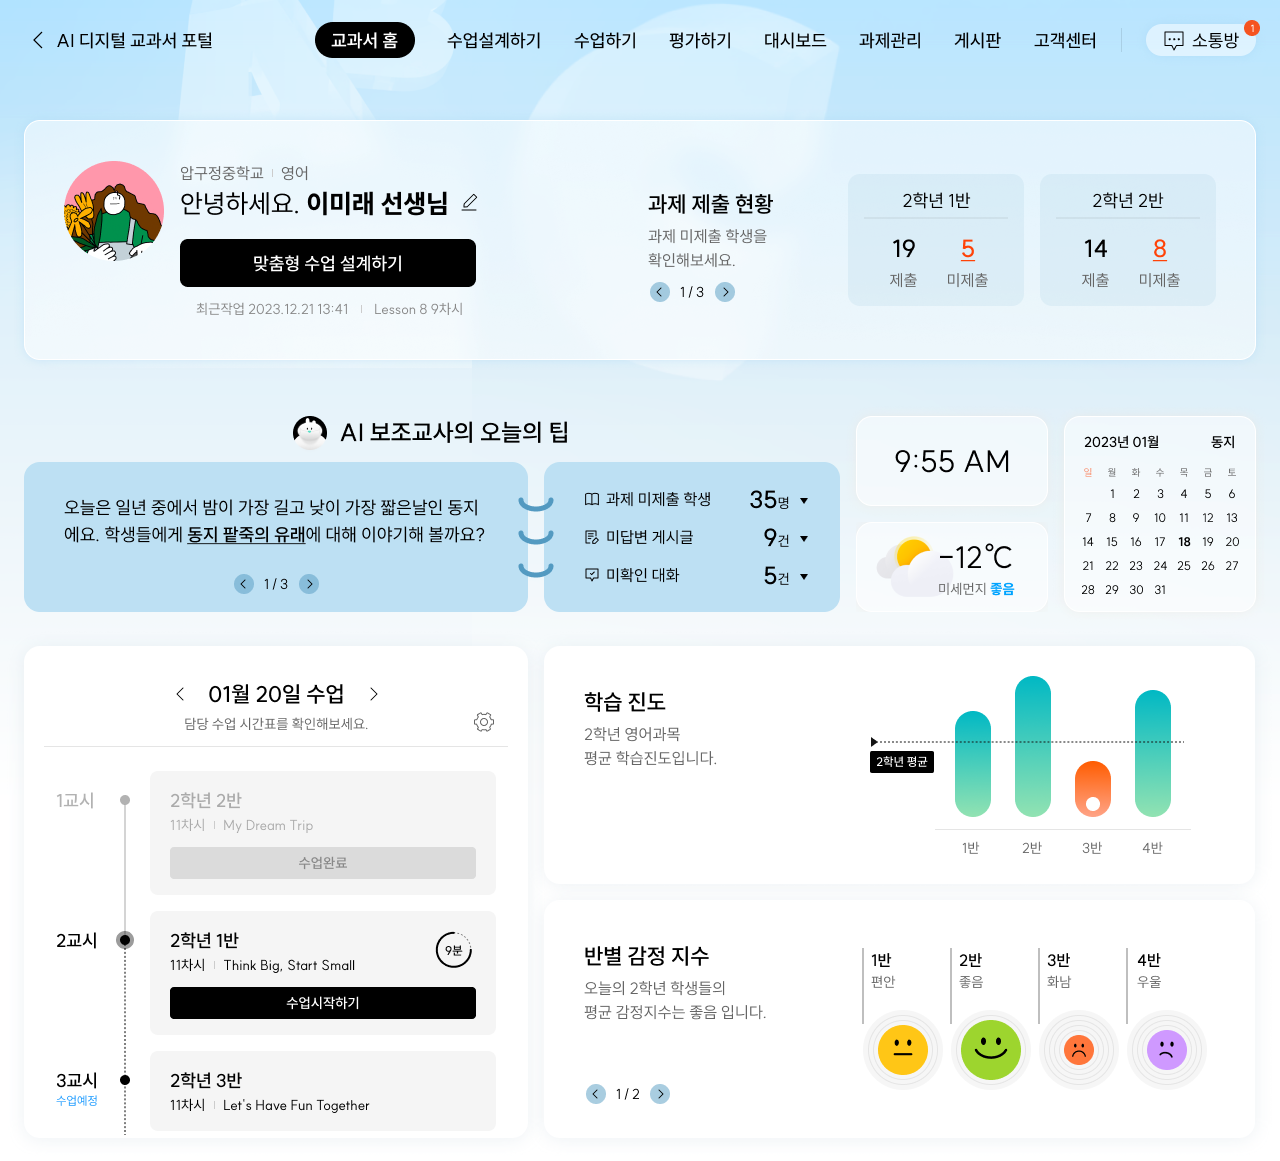 AI 디지털 교과서 포털
교과서 홈
수업설계하기
수업하기
평가하기
대시보드
과제관리
게시판
고객센터
소통방
1
압구정중학교 | 영어
안녕하세요. 이미래 선생님
맞춤형 수업 설계하기
최근작업 2023.12.21 13:41 | Lesson 8 9차시
과제 제출 현황
과제 미제출 학생을
확인해보세요.
1 / 3
2학년 1반
19 5
제출 미제출
2학년 2반
14 8
제출 미제출
AI 보조교사의 오늘의 팁
오늘은 일년 중에서 밤이 가장 길고 낮이 가장 짧은날인 동지
에요. 학생들에게 동지 팥죽의 유래에 대해 이야기해 볼까요?
1 / 3
과제 미제출 학생 35명
미답변 게시글 9건
미확인 대화 5건
9:55 AM
-12℃
미세먼지 좋음
2023년 01월 동지
일 월 화 수 목 금 토
1 2 3 4 5 6
7 8 9 10 11 12 13
14 15 16 17 18 19 20
21 22 23 24 25 26 27
28 29 30 31
01월 20일 수업
담당 수업 시간표를 확인해보세요.
1교시
2학년 2반
11차시 | My Dream Trip
수업완료
2교시
2학년 1반
11차시 | Think Big, Start Small
9분
수업시작하기
3교시
수업예정
2학년 3반
11차시 | Let's Have Fun Together
학습 진도
2학년 영어과목
평균 학습진도입니다.
2학년 평균
1반 2반 3반 4반
반별 감정 지수
오늘의 2학년 학생들의
평균 감정지수는 좋음 입니다.
1 / 2
1반 2반 3반 4반
편안 좋음 화남 우울